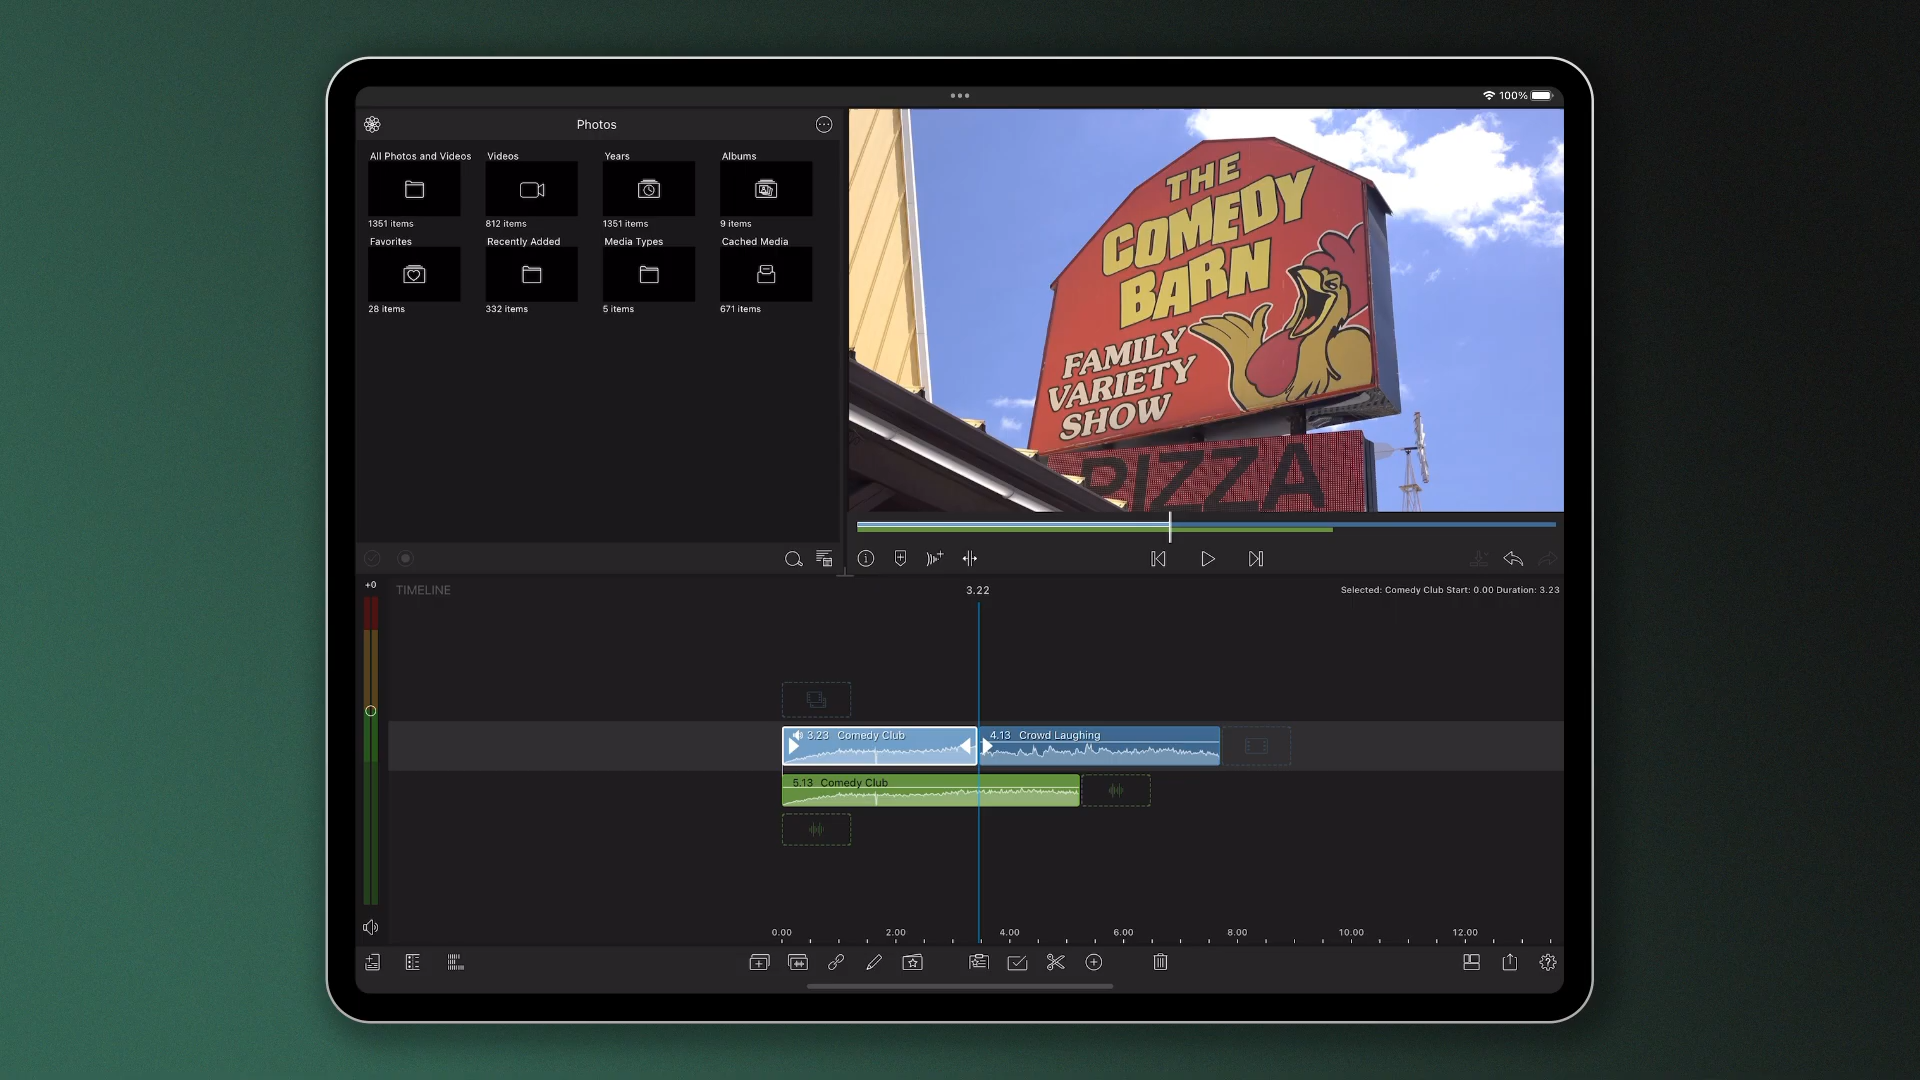 100%
Photos
All Photos and Videos
Videos
Years
Albums
1351 items
812 items
1351 items
9 items
Favorites
Recently Added
Media Types
Cached Media
28 items
332 items
5 items
671 items
THE
COMEDY
BARN
FAMILY
VARIETY
SHOW
PIZZA
+0
TIMELINE
3.22
Selected: Comedy Club Start: 0.00 Duration: 3.23
3.23 Comedy Club
4.13 Crowd Laughing
5.13 Comedy Club
0.00
2.00
4.00
6.00
8.00
10.00
12.00